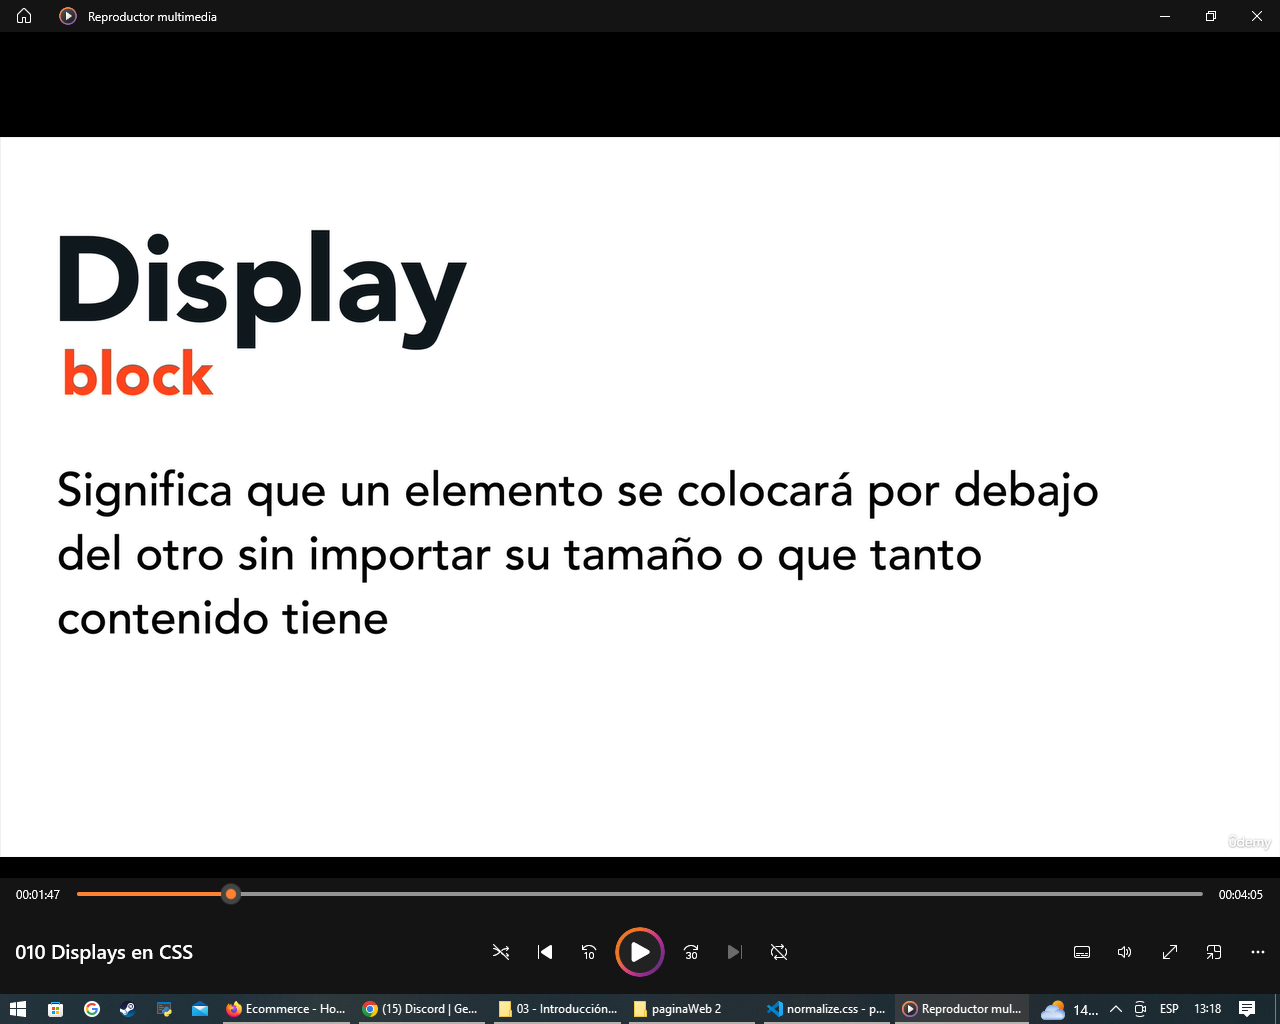 Reproductor multimedia
Display
block
Significa que un elemento se colocará por debajo
del otro sin importar su tamaño o que tanto
contenido tiene
ûdemy
00:01:47
00:04:05
010 Displays en CSS
10
30
Ecommerce - Ho...
(15) Discord | Ge...
03 - Introducción...
paginaWeb 2
normalize.css - p...
Reproductor mul...
14...
ESP
13:18